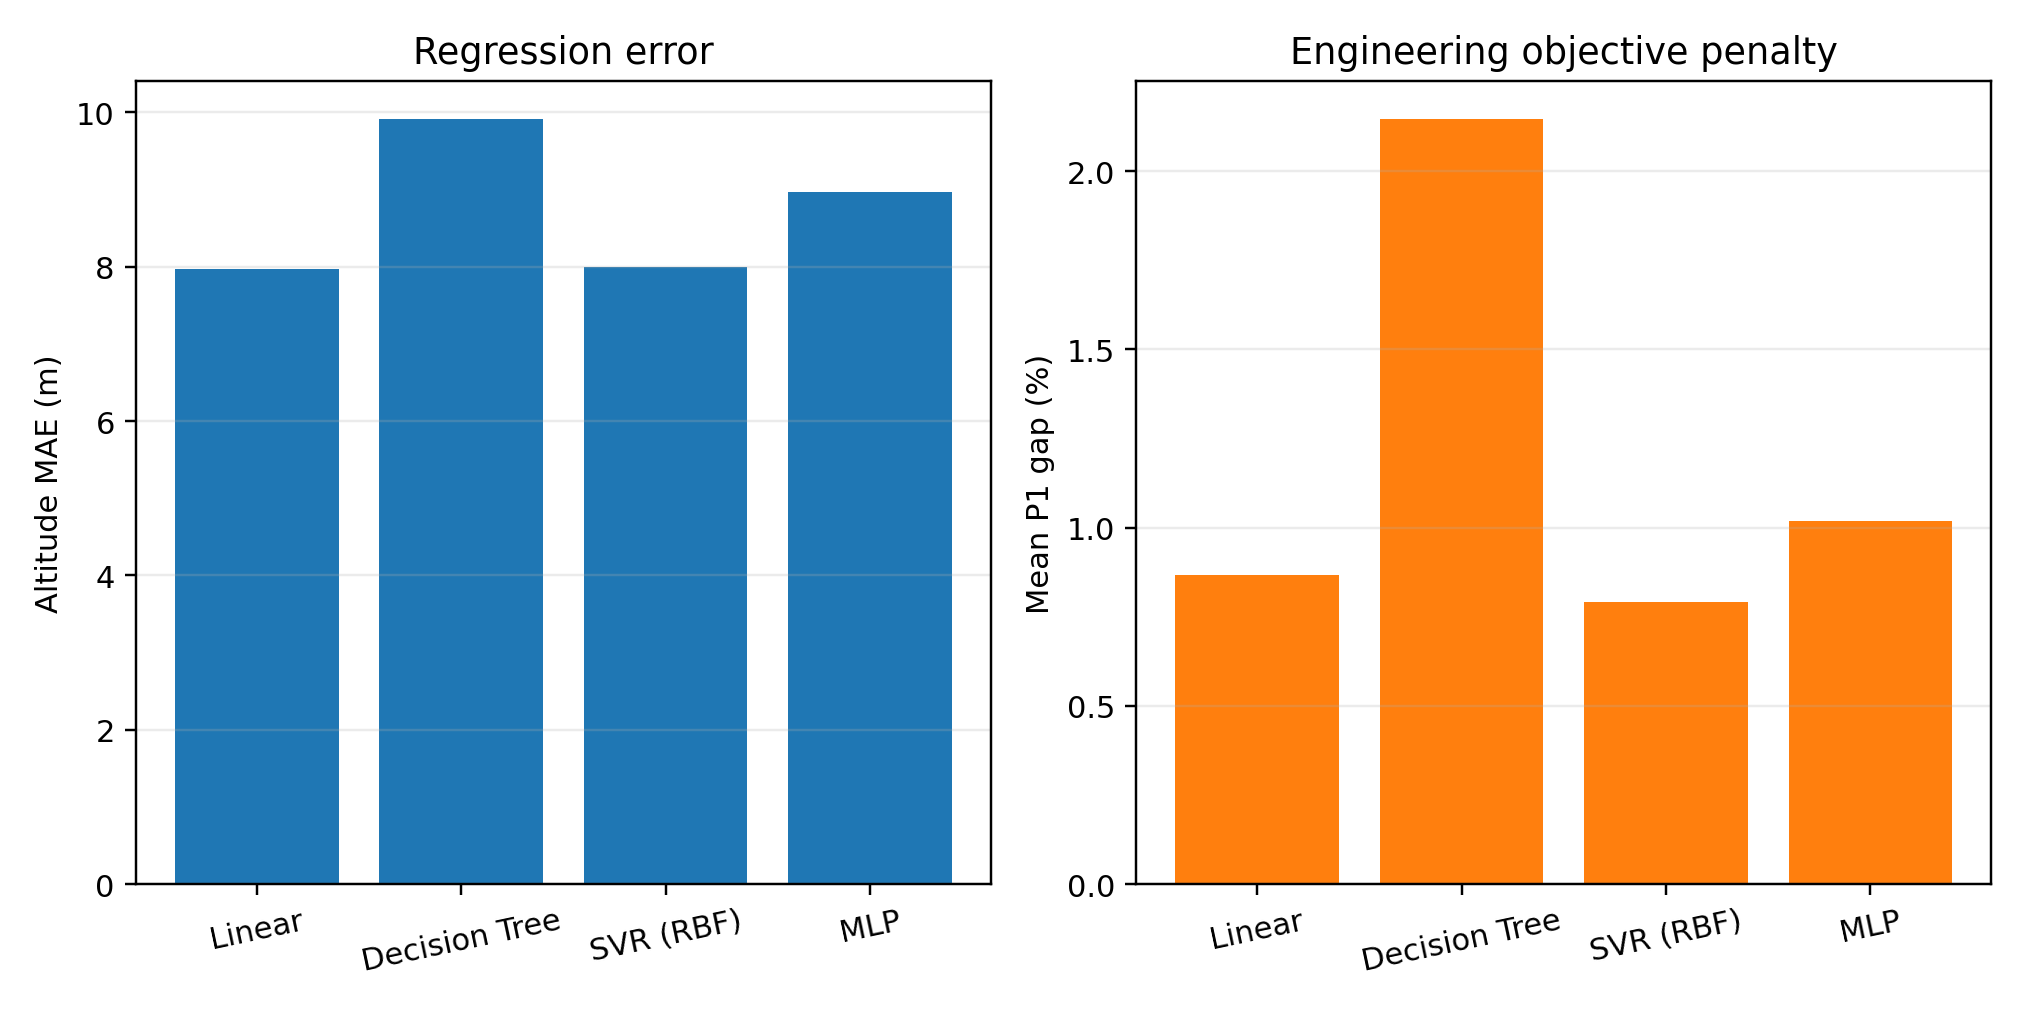 Regression error
Altitude MAE (m)
10
8
6
4
2
0
Linear
Decision Tree
SVR (RBF)
MLP
Engineering objective penalty
Mean P1 gap (%)
2.0
1.5
1.0
0.5
0.0
Linear
Decision Tree
SVR (RBF)
MLP